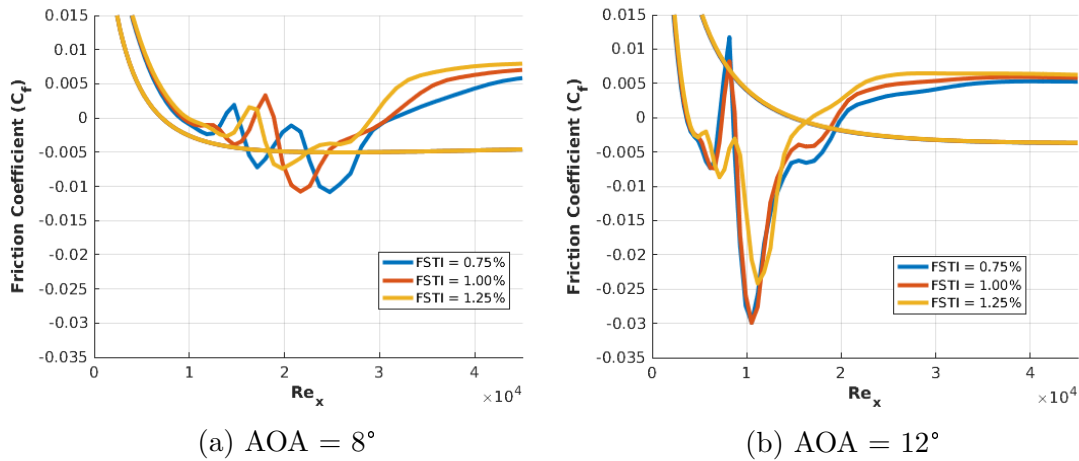 0.015
0.01
0.005
0
-0.005
-0.01
-0.015
-0.02
-0.025
-0.03
-0.035
Friction Coefficient (C_f)
FSTI = 0.75%
FSTI = 1.00%
FSTI = 1.25%
0 1 2 3 4
Re_x
×10^4
(a) AOA = 8°
0.015
0.01
0.005
0
-0.005
-0.01
-0.015
-0.02
-0.025
-0.03
-0.035
Friction Coefficient (C_f)
FSTI = 0.75%
FSTI = 1.00%
FSTI = 1.25%
0 1 2 3 4
Re_x
×10^4
(b) AOA = 12°